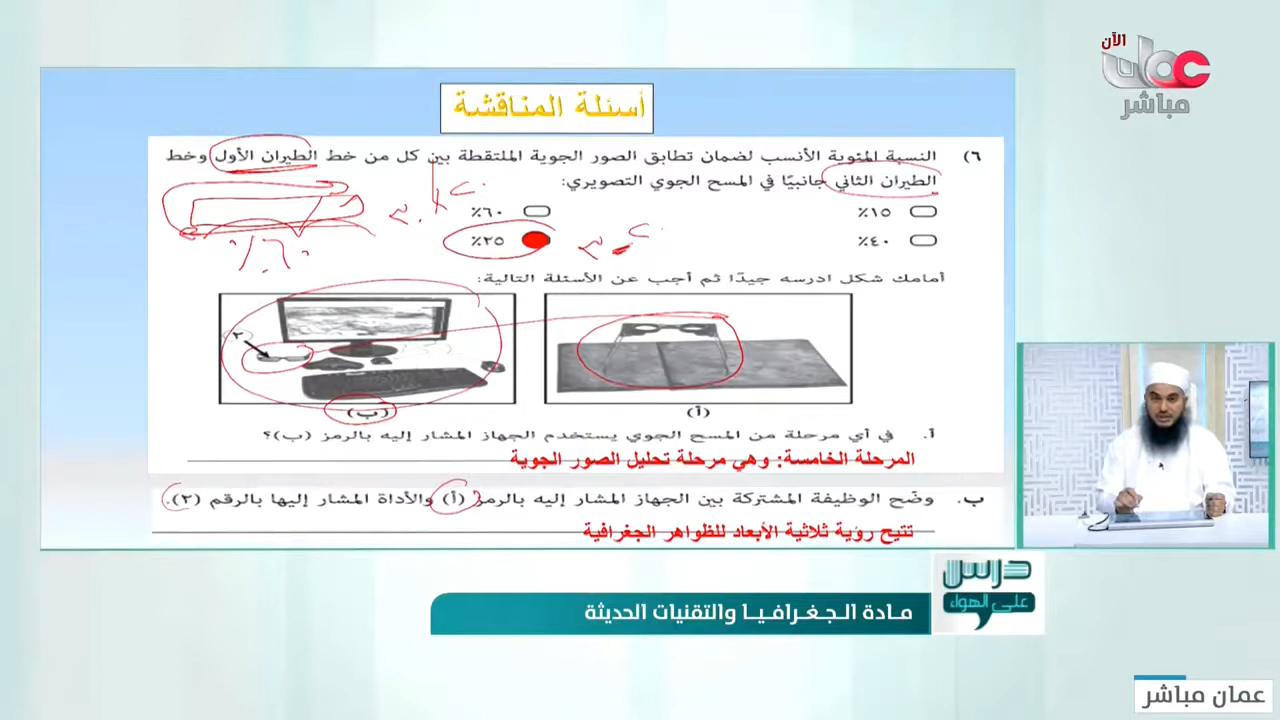 الآن
عمان
مباشر
أسئلة المناقشة
٦) النسبة المئوية الأنسب لضمان تطابق الصور الجوية الملتقطة بين كل من خط الطيران الأول وخط
الطيران الثاني جانبيًا في المسح الجوي التصويري:
١٥٪ ٦٠٪
٤٠٪ ٢٥٪
٪٦٠
أمامك شكل ادرسه جيدًا ثم أجب عن الأسئلة التالية:
٢
(أ) (ب)
أ. في أي مرحلة من المسح الجوي يستخدم الجهاز المشار إليه بالرمز (ب)؟
المرحلة الخامسة: وهي مرحلة تحليل الصور الجوية
ب. وضّح الوظيفة المشتركة بين الجهاز المشار إليه بالرمز (أ) والأداة المشار إليها بالرقم (٢).
تتيح رؤية ثلاثية الأبعاد للظواهر الجغرافية
درس
على الهواء
مادة الجغرافيا والتقنيات الحديثة
عمان مباشر